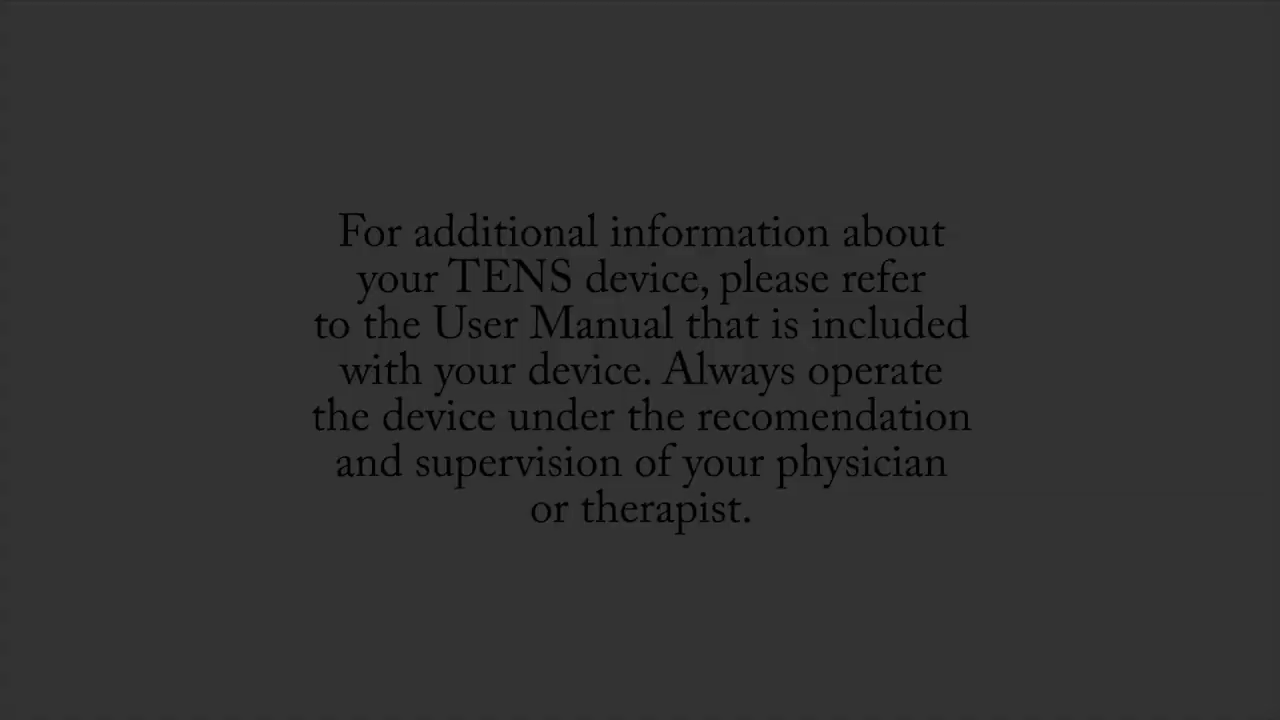 For additional information about
your TENS device, please refer
to the User Manual that is included
with your device. Always operate
the device under the recomendation
and supervision of your physician
or therapist.